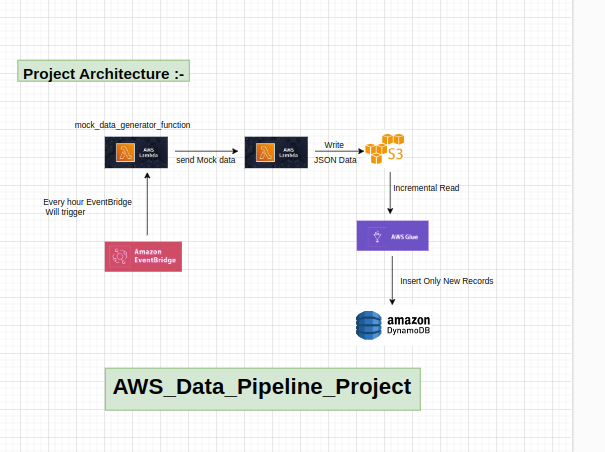 Project Architecture :-
mock_data_generator_function
AWS
Lambda
send Mock data
AWS
Lambda
Write
JSON Data
S3
Incremental Read
Every hour EventBridge
Will trigger
AWS Glue
Amazon
EventBridge
Insert Only New Records
amazon
DynamoDB
AWS_Data_Pipeline_Project